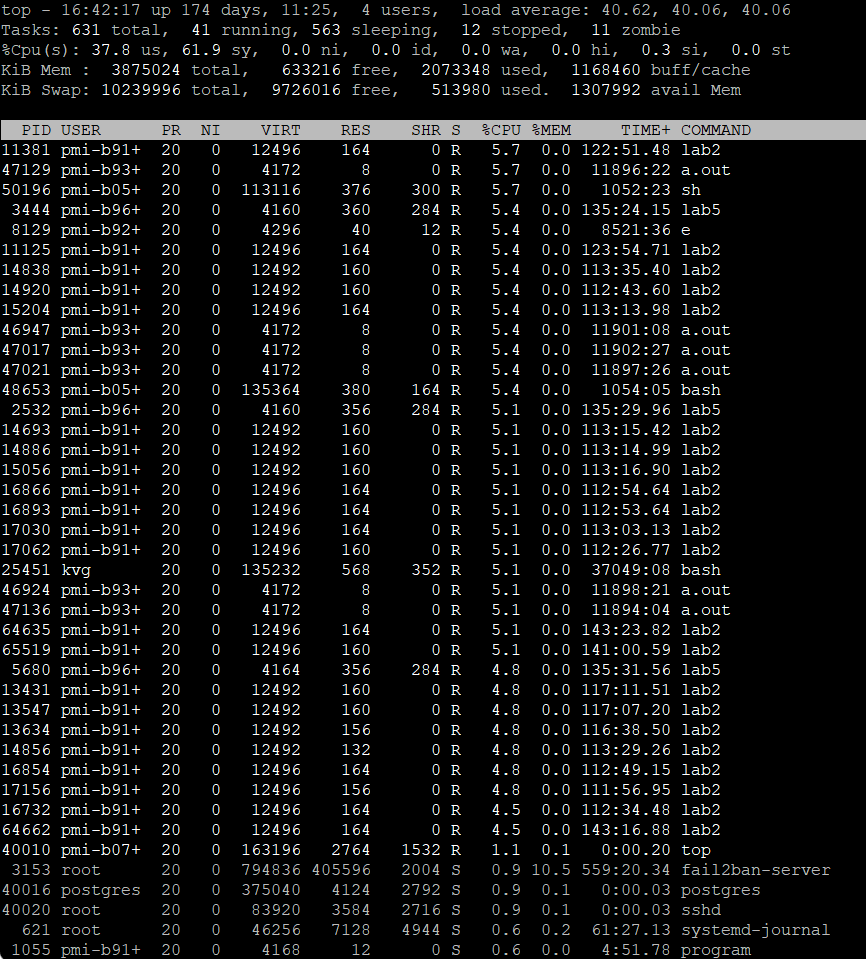 top - 16:42:17 up 174 days, 11:25,  4 users,  load average: 40.62, 40.06, 40.06
Tasks: 631 total,  41 running, 563 sleeping,  12 stopped,  11 zombie
%Cpu(s): 37.8 us, 61.9 sy,  0.0 ni,  0.0 id,  0.0 wa,  0.0 hi,  0.3 si,  0.0 st
KiB Mem :  3875024 total,   633216 free,  2073348 used,  1168460 buff/cache
KiB Swap: 10239996 total,  9726016 free,   513980 used.  1307992 avail Mem
PID USER PR NI VIRT RES SHR S %CPU %MEM TIME+ COMMAND
11381 pmi-b91+ 20 0 12496 164 0 R 5.7 0.0 122:51.48 lab2
47129 pmi-b93+ 20 0 4172 8 0 R 5.7 0.0 11896:22 a.out
50196 pmi-b05+ 20 0 113116 376 300 R 5.7 0.0 1052:23 sh
3444 pmi-b96+ 20 0 4160 360 284 R 5.4 0.0 135:24.15 lab5
8129 pmi-b92+ 20 0 4296 40 12 R 5.4 0.0 8521:36 e
11125 pmi-b91+ 20 0 12496 164 0 R 5.4 0.0 123:54.71 lab2
14838 pmi-b91+ 20 0 12492 160 0 R 5.4 0.0 113:35.40 lab2
14920 pmi-b91+ 20 0 12492 160 0 R 5.4 0.0 112:43.60 lab2
15204 pmi-b91+ 20 0 12496 164 0 R 5.4 0.0 113:13.98 lab2
46947 pmi-b93+ 20 0 4172 8 0 R 5.4 0.0 11901:08 a.out
47017 pmi-b93+ 20 0 4172 8 0 R 5.4 0.0 11902:27 a.out
47021 pmi-b93+ 20 0 4172 8 0 R 5.4 0.0 11897:26 a.out
48653 pmi-b05+ 20 0 135364 380 164 R 5.4 0.0 1054:05 bash
2532 pmi-b96+ 20 0 4160 356 284 R 5.1 0.0 135:29.96 lab5
14693 pmi-b91+ 20 0 12492 160 0 R 5.1 0.0 113:15.42 lab2
14886 pmi-b91+ 20 0 12492 160 0 R 5.1 0.0 113:14.99 lab2
15056 pmi-b91+ 20 0 12492 160 0 R 5.1 0.0 113:16.90 lab2
16866 pmi-b91+ 20 0 12496 164 0 R 5.1 0.0 112:54.64 lab2
16893 pmi-b91+ 20 0 12496 164 0 R 5.1 0.0 112:53.64 lab2
17030 pmi-b91+ 20 0 12492 160 0 R 5.1 0.0 113:03.13 lab2
17062 pmi-b91+ 20 0 12492 160 0 R 5.1 0.0 112:26.77 lab2
25451 kvg 20 0 135232 568 352 R 5.1 0.0 37049:08 bash
46924 pmi-b93+ 20 0 4172 8 0 R 5.1 0.0 11898:21 a.out
47136 pmi-b93+ 20 0 4172 8 0 R 5.1 0.0 11894:04 a.out
64635 pmi-b91+ 20 0 12496 164 0 R 5.1 0.0 143:23.82 lab2
65519 pmi-b91+ 20 0 12496 160 0 R 5.1 0.0 141:00.59 lab2
5680 pmi-b96+ 20 0 4164 356 284 R 4.8 0.0 135:31.56 lab5
13431 pmi-b91+ 20 0 12492 160 0 R 4.8 0.0 117:11.51 lab2
13547 pmi-b91+ 20 0 12492 160 0 R 4.8 0.0 117:07.20 lab2
13634 pmi-b91+ 20 0 12492 156 0 R 4.8 0.0 116:38.50 lab2
14856 pmi-b91+ 20 0 12492 132 0 R 4.8 0.0 113:29.26 lab2
16854 pmi-b91+ 20 0 12496 164 0 R 4.8 0.0 112:49.15 lab2
17156 pmi-b91+ 20 0 12496 156 0 R 4.8 0.0 111:56.95 lab2
16732 pmi-b91+ 20 0 12496 164 0 R 4.5 0.0 112:34.48 lab2
64662 pmi-b91+ 20 0 12496 164 0 R 4.5 0.0 143:16.88 lab2
40010 pmi-b07+ 20 0 163196 2764 1532 R 1.1 0.1 0:00.20 top
3153 root 20 0 794836 405596 2004 S 0.9 10.5 559:20.34 fail2ban-server
40016 postgres 20 0 375040 4124 2792 S 0.9 0.1 0:00.03 postgres
40020 root 20 0 83920 3584 2716 S 0.9 0.1 0:00.03 sshd
621 root 20 0 46256 7128 4944 S 0.6 0.2 61:27.13 systemd-journal
1055 pmi-b91+ 20 0 4168 12 0 S 0.6 0.0 4:51.78 program